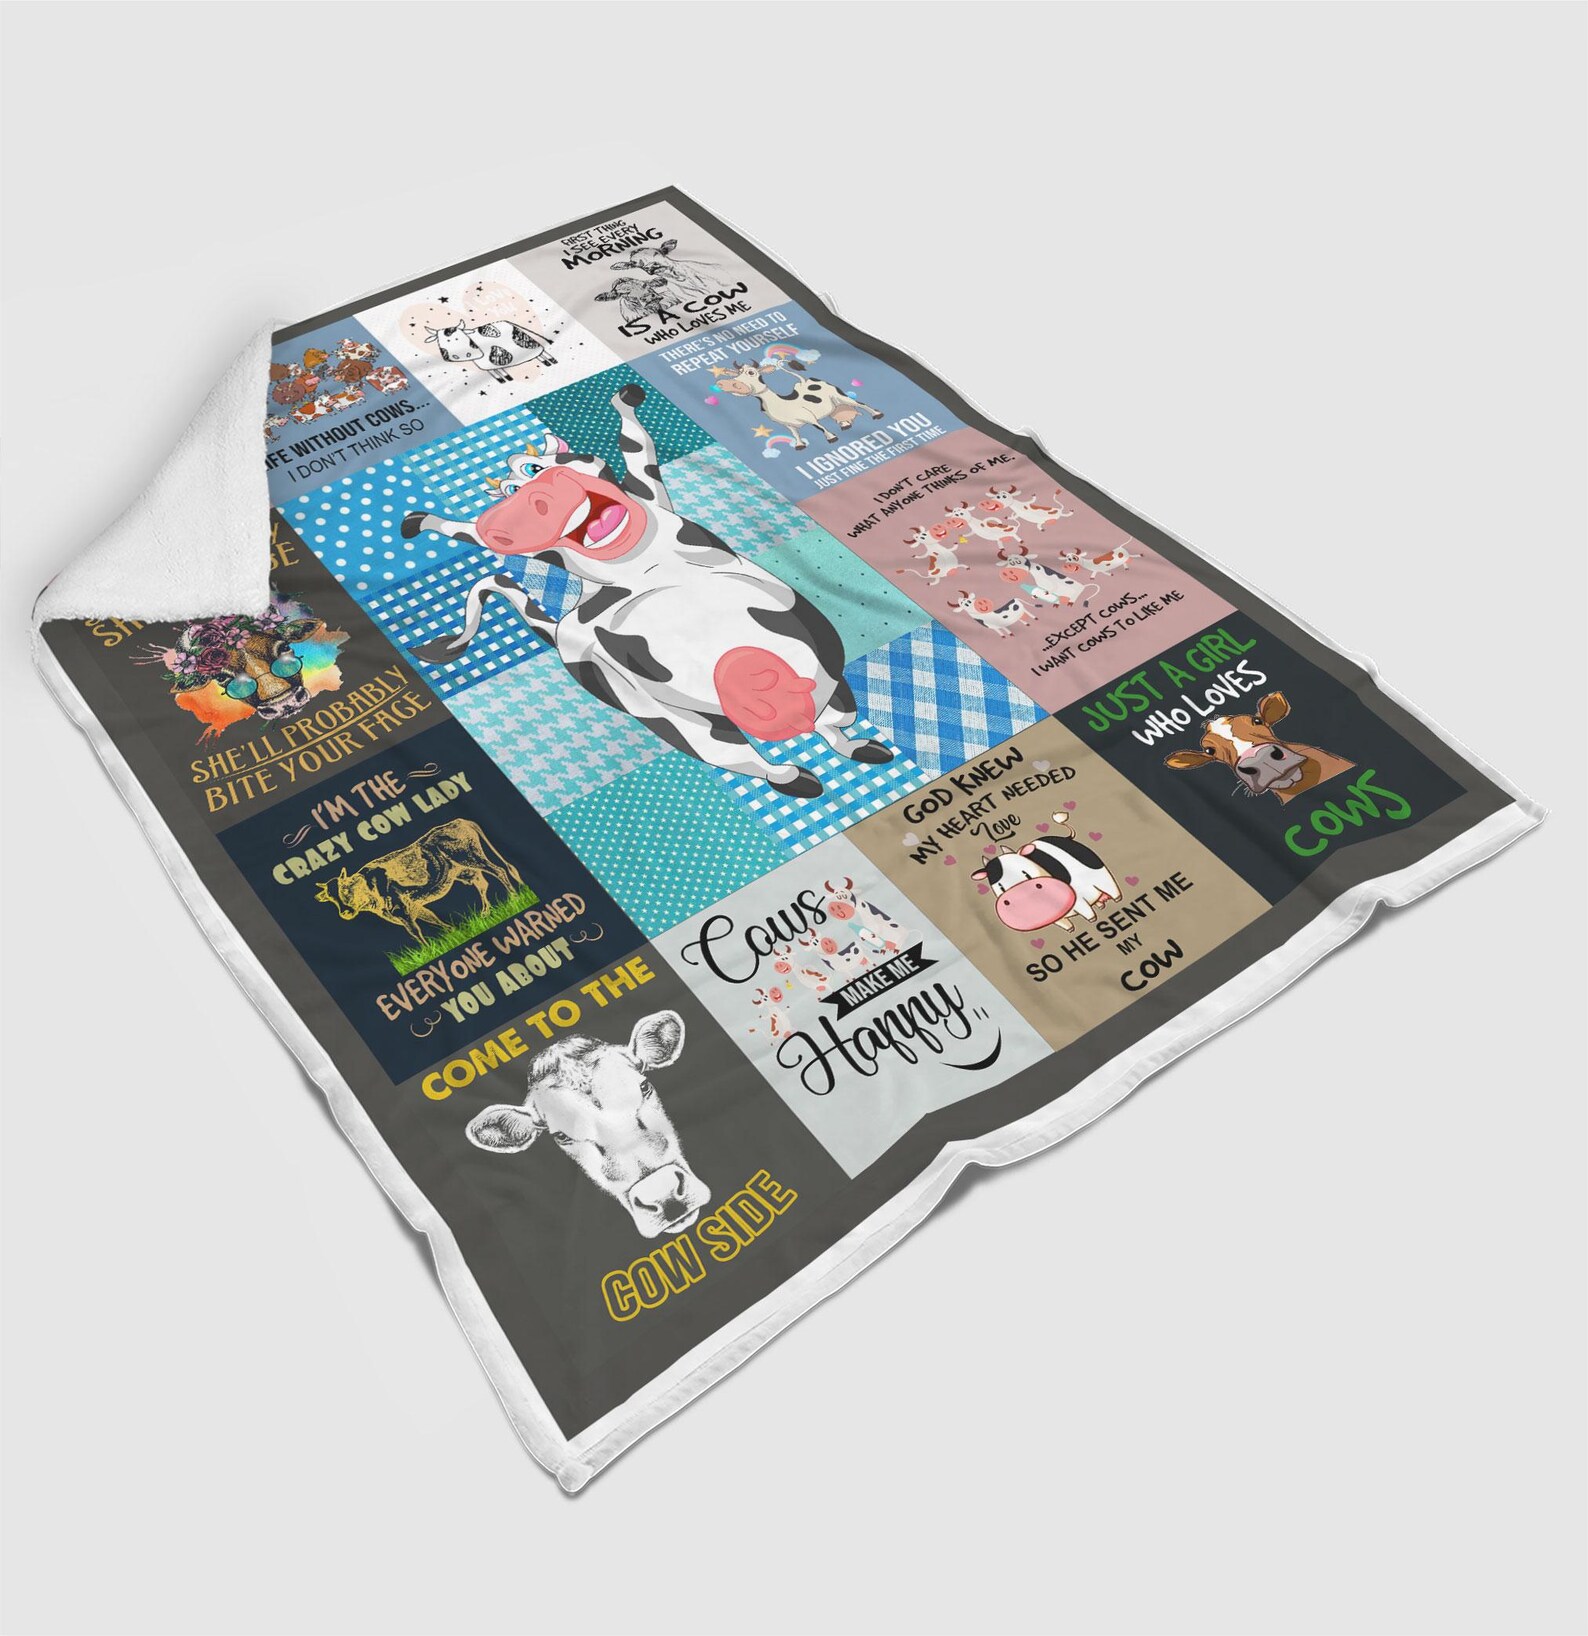 FIRST THING
I SEE EVERY
MORNING
IS A COW
WHO LOVES ME
LIFE WITHOUT COWS...
I DON'T THINK SO
THERE'S NO NEED TO
REPEAT YOURSELF
I IGNORED YOU
JUST FINE THE FIRST TIME
I DON'T CARE
WHAT ANYONE THINKS OF ME.
...EXCEPT COWS...
I WANT COWS TO LIKE ME
SHE'LL PROBABLY
BITE YOUR FACE
JUST A GIRL
WHO LOVES
COWS
I'M THE
CRAZY COW LADY
EVERYONE WARNED
YOU ABOUT
GOD KNEW
MY HEART NEEDED
Love
SO HE SENT ME
MY
COW
Cows
MAKE ME
Happy
COME TO THE
COW SIDE